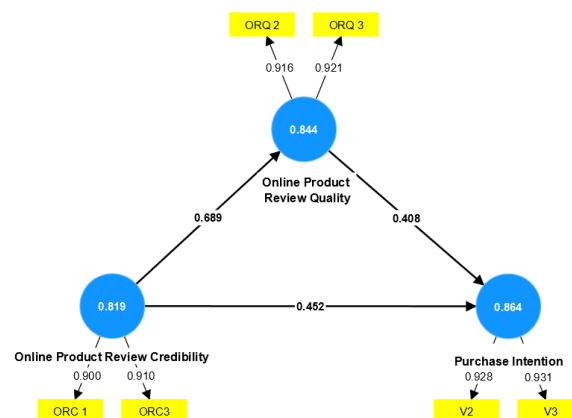 ORQ 2 ORQ 3
0.916 0.921
0.844
Online Product
Review Quality
0.689 0.408
0.819 0.452 0.864
Online Product Review Credibility Purchase Intention
0.900 0.910 0.928 0.931
ORC 1 ORC3 V2 V3